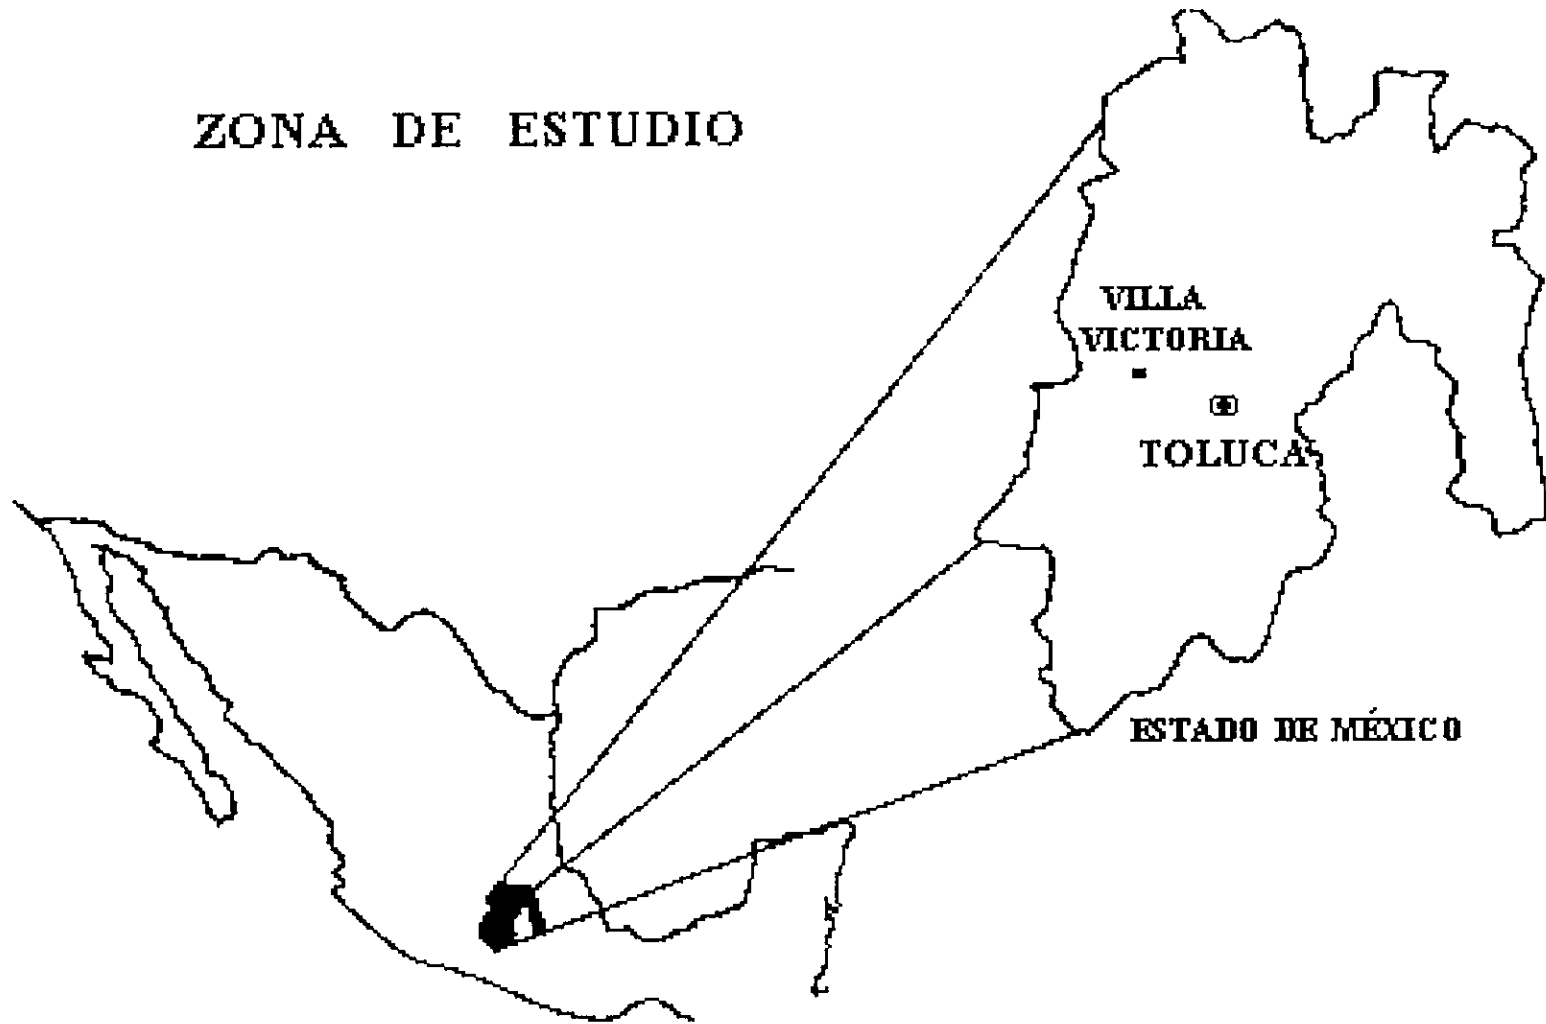 ZONA DE ESTUDIO
VILLA
VICTORIA
TOLUCA
ESTADO DE MÉXICO